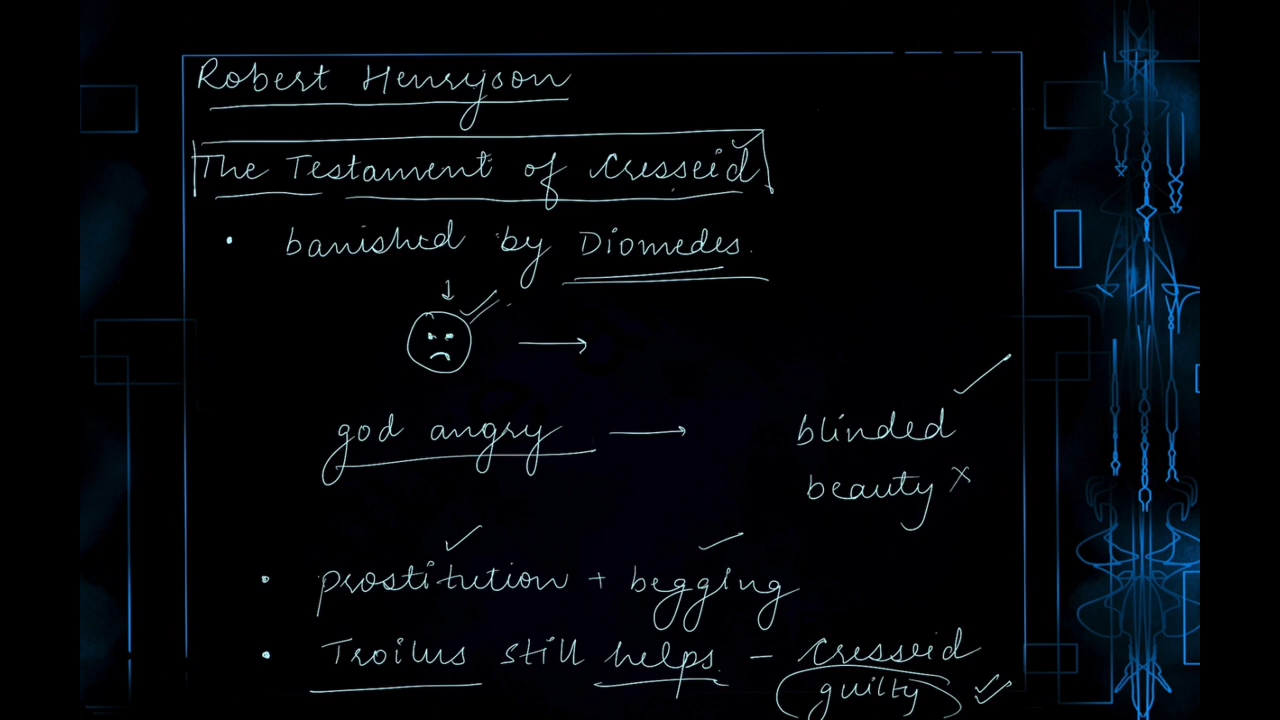 Robert Henryson
The Testament of Cresseid
• banished by Diomedes.
god angry → blinded
beauty ×
• prostitution + begging
• Troilus still helps. - Cresseid
guilty